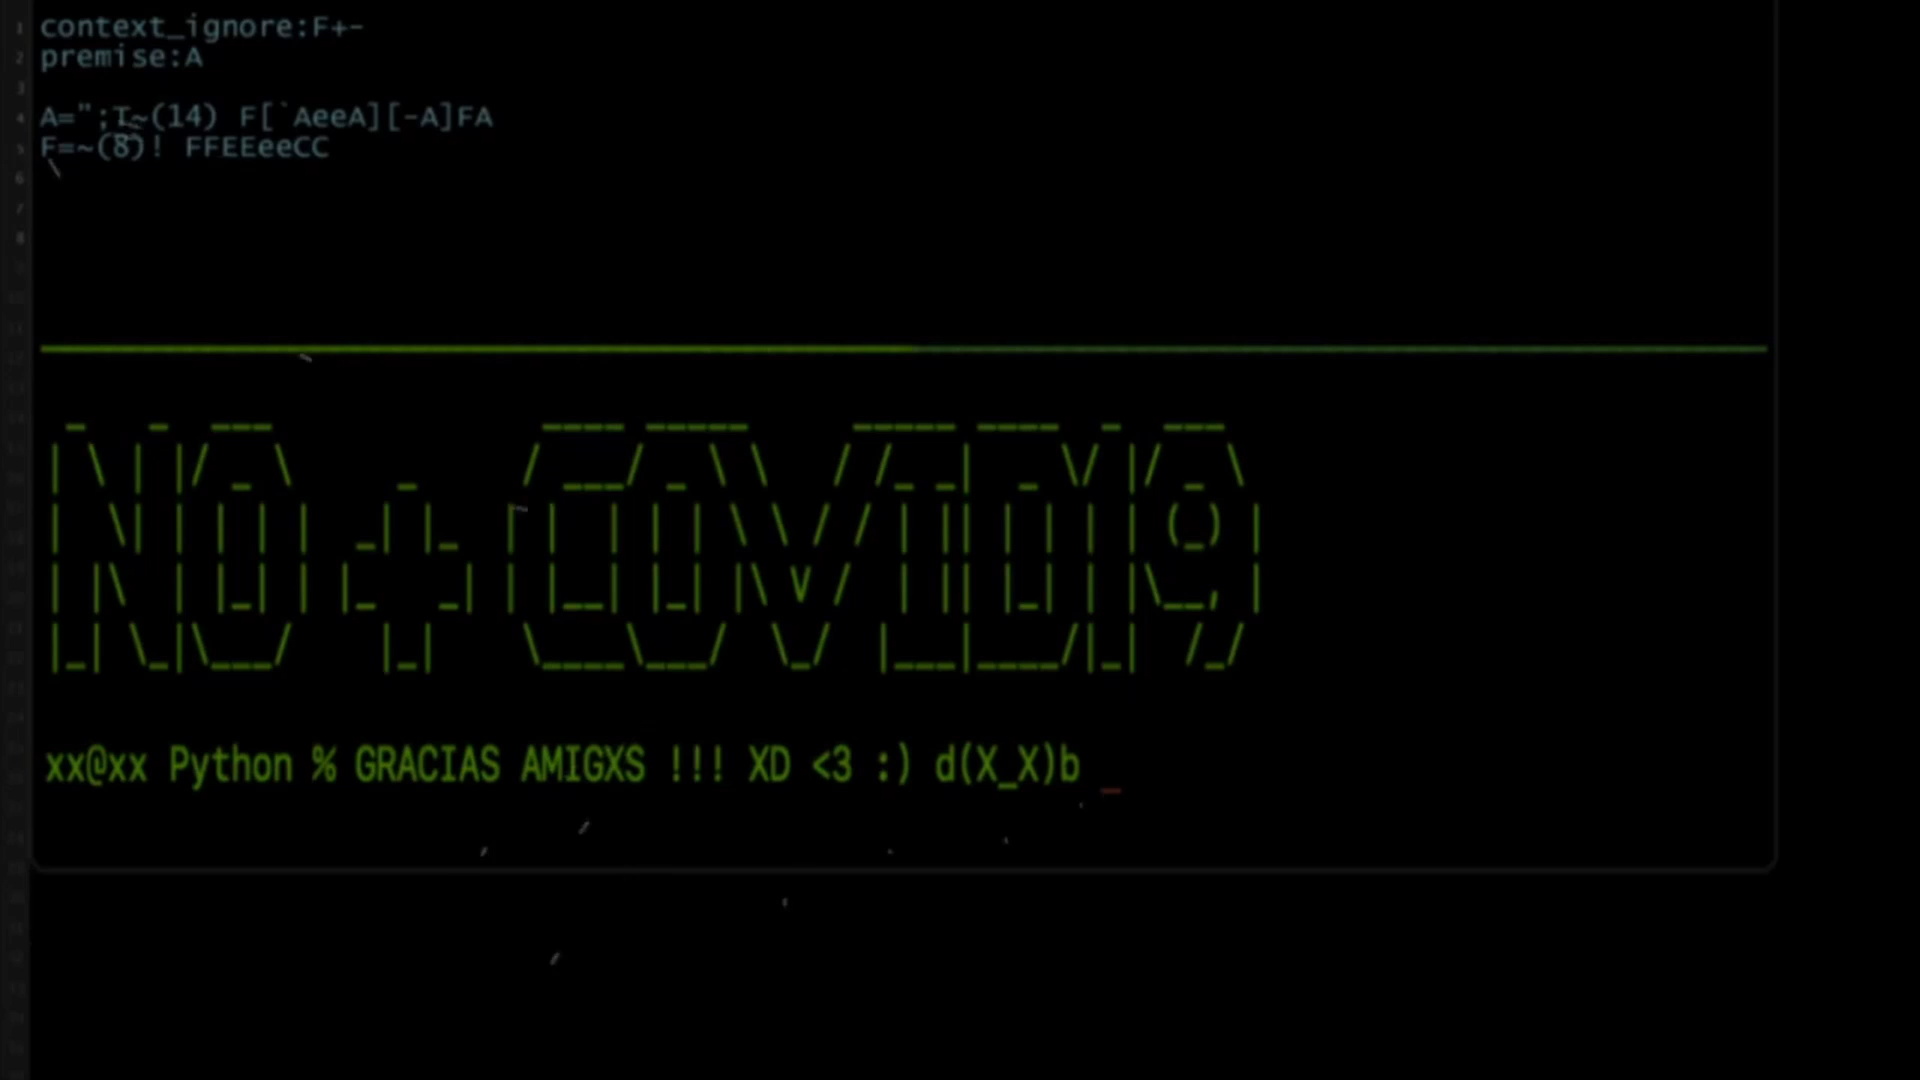 context_ignore:F+-
premise:A
A=";T~(14) F[`AeeA][-A]FA
F=~(8)! FFEEeeCC
NO + COVID19
xx@xx Python % GRACIAS AMIGXS !!! XD <3 :) d(X_X)b _